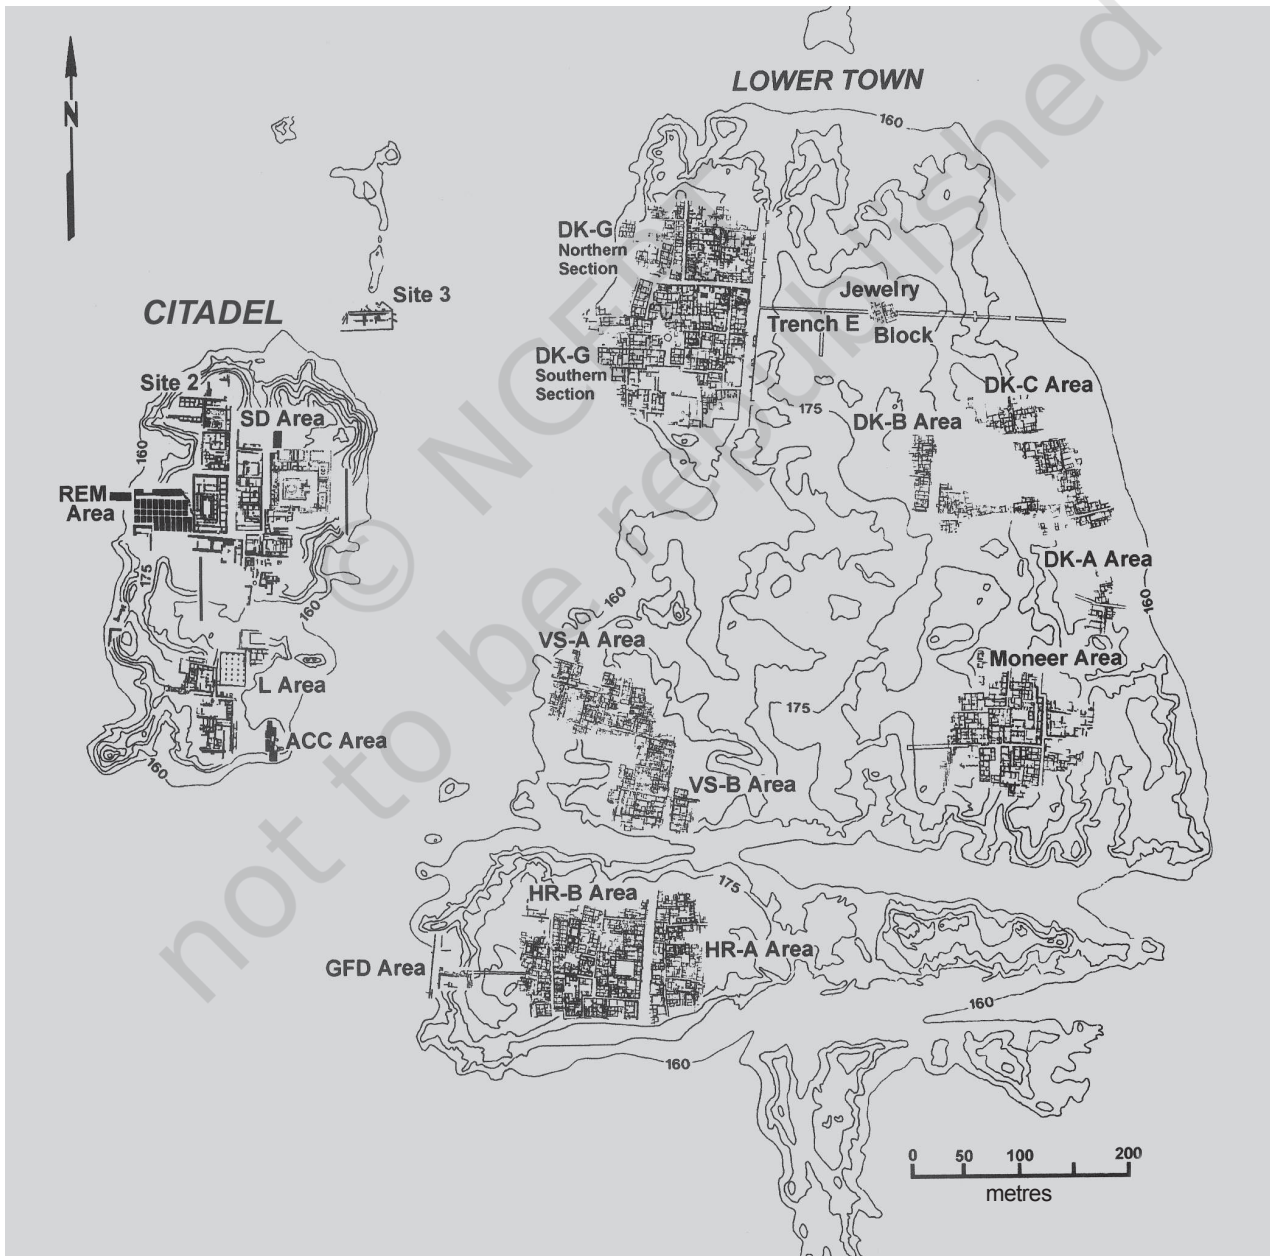 LOWER TOWN
160
N
DK-G
Northern
Section
Site 3
CITADEL
Jewelry
Trench E
Block
DK-G
Southern
Section
Site 2
SD Area
175
DK-C Area
DK-B Area
160
REM
Area
175
160
DK-A Area
160
160
VS-A Area
Moneer Area
L Area
175
ACC Area
160
VS-B Area
175
HR-B Area
HR-A Area
GFD Area
160
160
0 50 100 200
metres
© NCERT
not to be republished